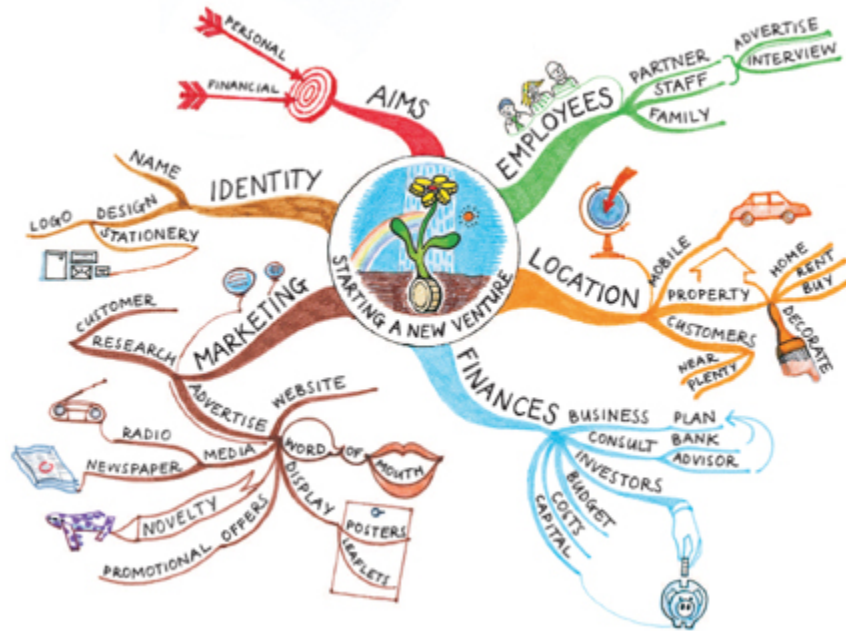 STARTING A NEW VENTURE
AIMS
PERSONAL
FINANCIAL
EMPLOYEES
PARTNER
STAFF
FAMILY
ADVERTISE
INTERVIEW
LOCATION
MOBILE
PROPERTY
HOME
RENT
BUY
DECORATE
CUSTOMERS
NEAR
PLENTY
FINANCES
BUSINESS PLAN
CONSULT BANK
ADVISOR
INVESTORS
BUDGET
COSTS
CAPITAL
MARKETING
CUSTOMER
RESEARCH
ADVERTISE
WEBSITE
WORD OF MOUTH
DISPLAY
POSTERS
LEAFLETS
MEDIA
RADIO
NEWSPAPER
NOVELTY
PROMOTIONAL OFFERS
IDENTITY
NAME
DESIGN
LOGO
STATIONERY